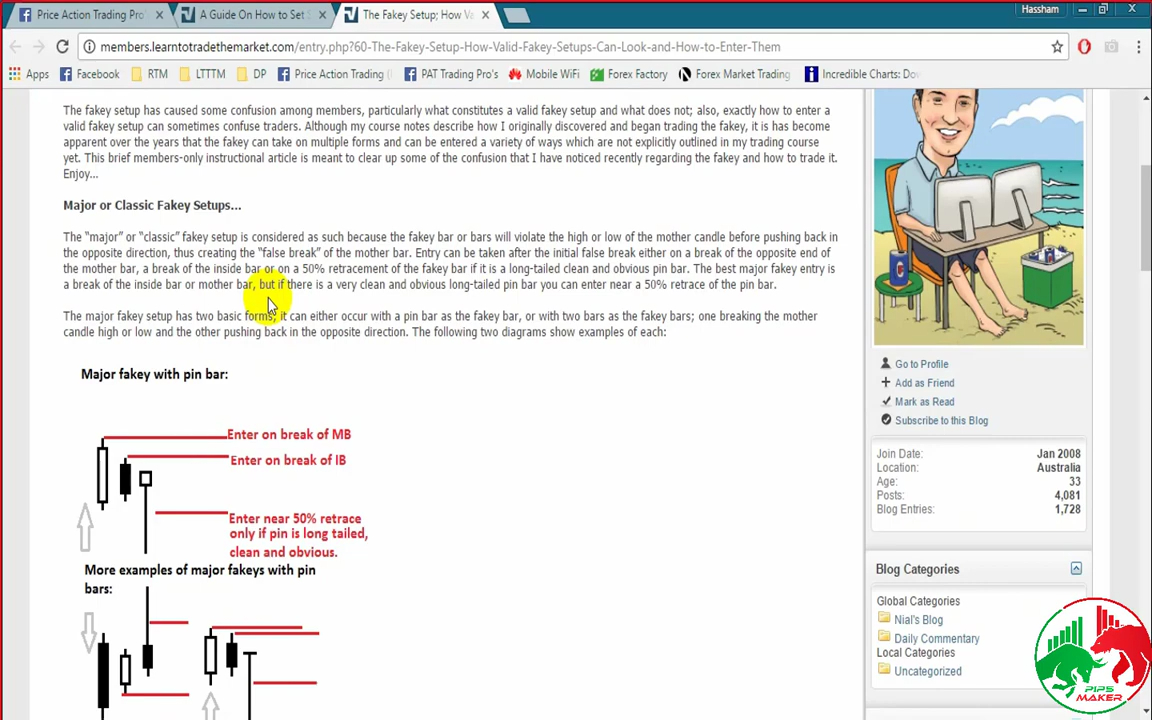 Price Action Trading Pro
A Guide On How to Set
The Fakey Setup; How Va
Hassham
members.learntotradethemarket.com/entry.php?60-The-Fakey-Setup-How-Valid-Fakey-Setups-Can-Look-and-How-to-Enter-Them
Apps
Facebook
RTM
LTTTM
DP
Price Action Trading (
PAT Trading Pro's
Mobile WiFi
Forex Factory
Forex Market Trading
Incredible Charts: Dov
The fakey setup has caused some confusion among members, particularly what constitutes a valid fakey setup and what does not; also, exactly how to enter a
valid fakey setup can sometimes confuse traders. Although my course notes describe how I originally discovered and began trading the fakey, it is has become
apparent over the years that the fakey can take on multiple forms and can be entered a variety of ways which are not explicitly outlined in my trading course
yet. This brief members-only instructional article is meant to clear up some of the confusion that I have noticed recently regarding the fakey and how to trade it.
Enjoy...
Major or Classic Fakey Setups...
The "major" or "classic" fakey setup is considered as such because the fakey bar or bars will violate the high or low of the mother candle before pushing back in
the opposite direction, thus creating the "false break" of the mother bar. Entry can be taken after the initial false break either on a break of the opposite end of
the mother bar, a break of the inside bar or on a 50% retracement of the fakey bar if it is a long-tailed clean and obvious pin bar. The best major fakey entry is
a break of the inside bar or mother bar, but if there is a very clean and obvious long-tailed pin bar you can enter near a 50% retrace of the pin bar.
The major fakey setup has two basic forms; it can either occur with a pin bar as the fakey bar, or with two bars as the fakey bars; one breaking the mother
candle high or low and the other pushing back in the opposite direction. The following two diagrams show examples of each:
Major fakey with pin bar:
Enter on break of MB
Enter on break of IB
Enter near 50% retrace
only if pin is long tailed,
clean and obvious.
More examples of major fakeys with pin
bars:
Go to Profile
Add as Friend
Mark as Read
Subscribe to this Blog
Join Date: Jan 2008
Location: Australia
Age: 33
Posts: 4,081
Blog Entries: 1,728
Blog Categories
Global Categories
Nial's Blog
Daily Commentary
Local Categories
Uncategorized
PIPS
MAKER